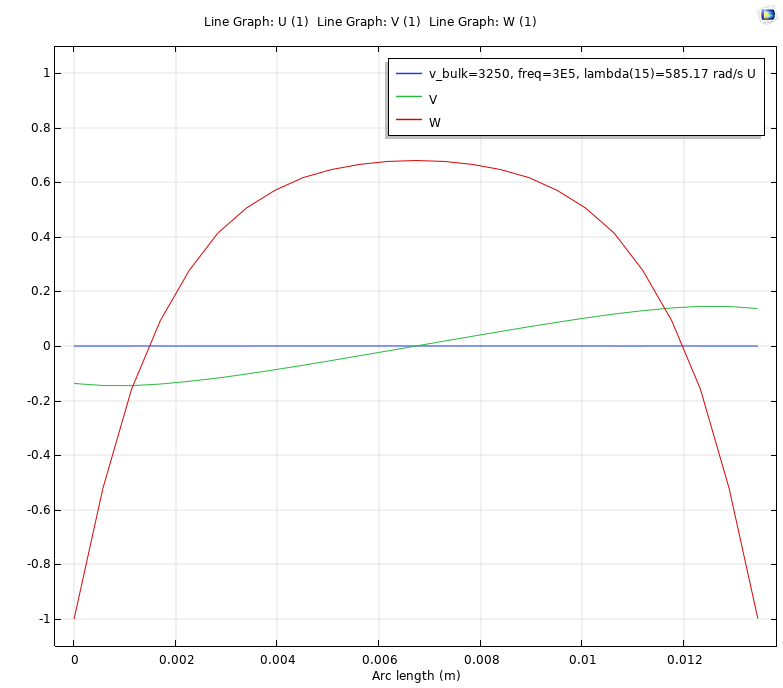 Line Graph: U (1) Line Graph: V (1) Line Graph: W (1)
v_bulk=3250, freq=3E5, lambda(15)=585.17 rad/s U
V
W
1
0.8
0.6
0.4
0.2
0
-0.2
-0.4
-0.6
-0.8
-1
0 0.002 0.004 0.006 0.008 0.01 0.012
Arc length (m)